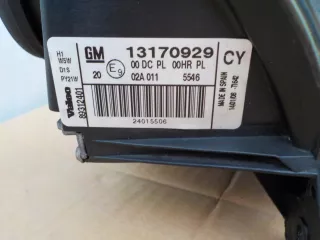 H1
W5W
D1S
PY21W
GM 13170929
00 DC PL 00HR PL
20 E9 02A 011 5546
CY
MADE IN SPAIN
Valeo
89312401
24015506